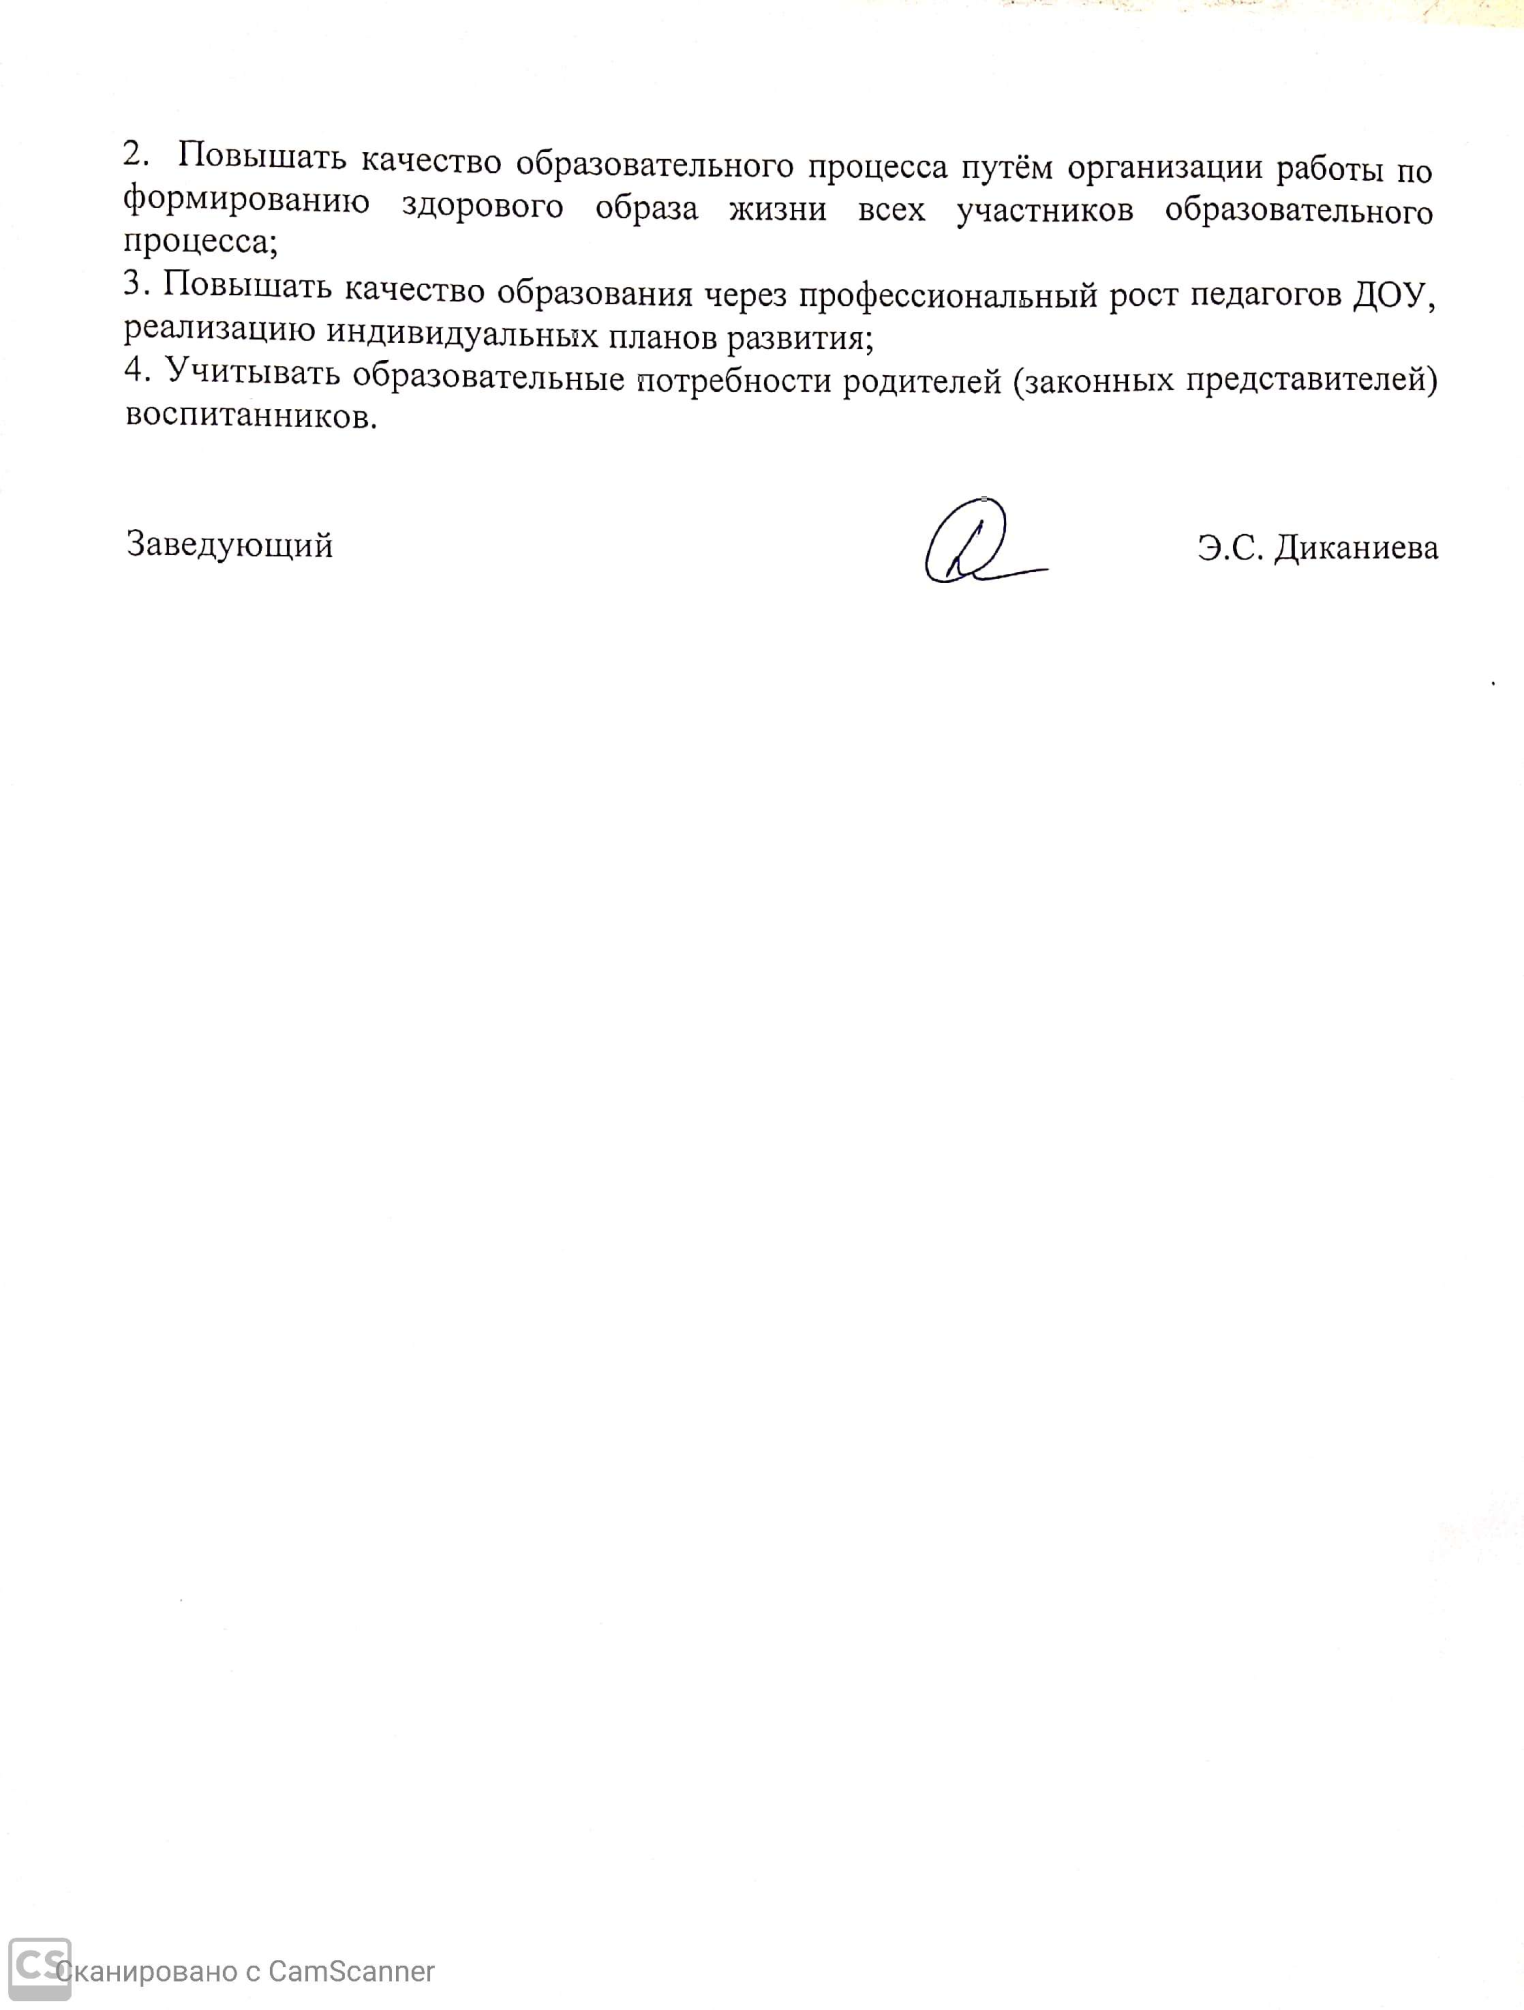 2. Повышать качество образовательного процесса путём организации работы по
формированию здорового образа жизни всех участников образовательного
процесса;
3. Повышать качество образования через профессиональный рост педагогов ДОУ,
реализацию индивидуальных планов развития;
4. Учитывать образовательные потребности родителей (законных представителей)
воспитанников.
Заведующий Э.С. Диканиева
CS Сканировано с CamScanner